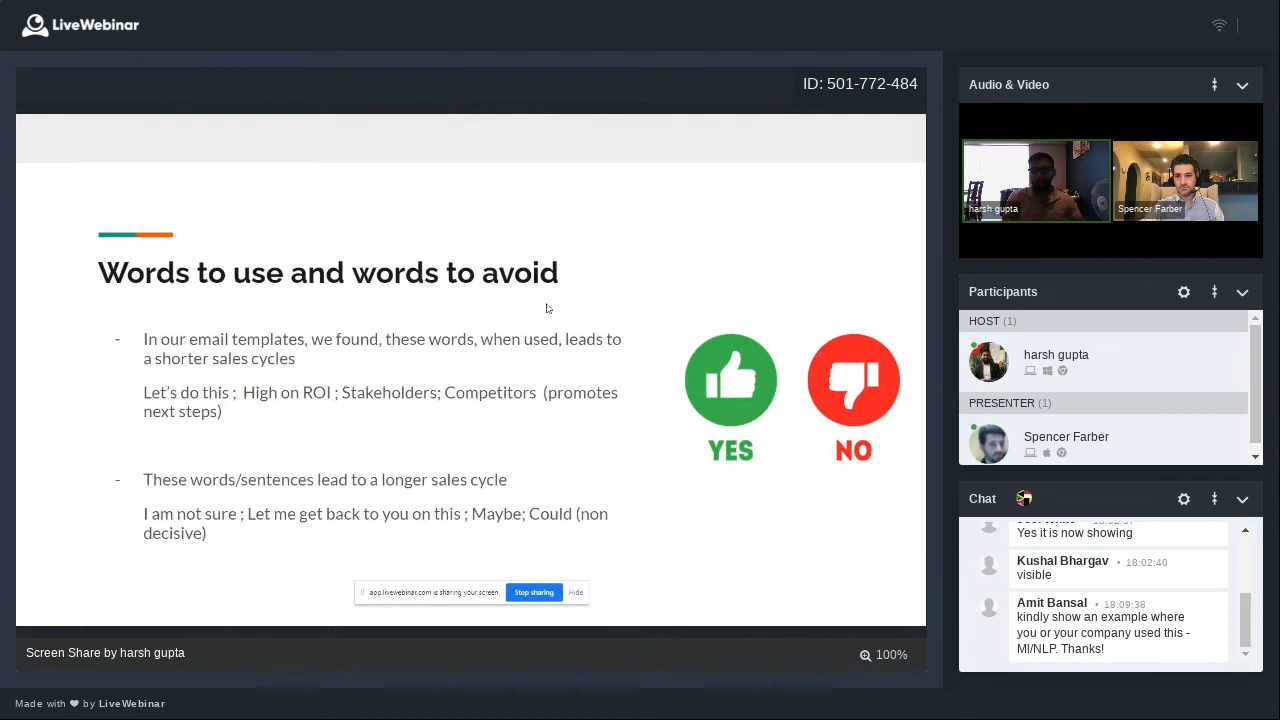 LiveWebinar
ID: 501-772-484
Words to use and words to avoid
- In our email templates, we found, these words, when used, leads to
a shorter sales cycles
Let's do this ; High on ROI ; Stakeholders; Competitors (promotes
next steps)
YES
NO
- These words/sentences lead to a longer sales cycle
I am not sure ; Let me get back to you on this ; Maybe; Could (non
decisive)
app.livewebinar.com is sharing your screen.
Stop sharing
Hide
Screen Share by harsh gupta
100%
Made with ❤ by LiveWebinar
Audio & Video
harsh gupta
Spencer Farber
Participants
HOST (1)
harsh gupta
PRESENTER (1)
Spencer Farber
Chat
Yes it is now showing
Kushal Bhargav • 18:02:40
visible
Amit Bansal • 18:09:38
kindly show an example where
you or your company used this -
Ml/NLP. Thanks!